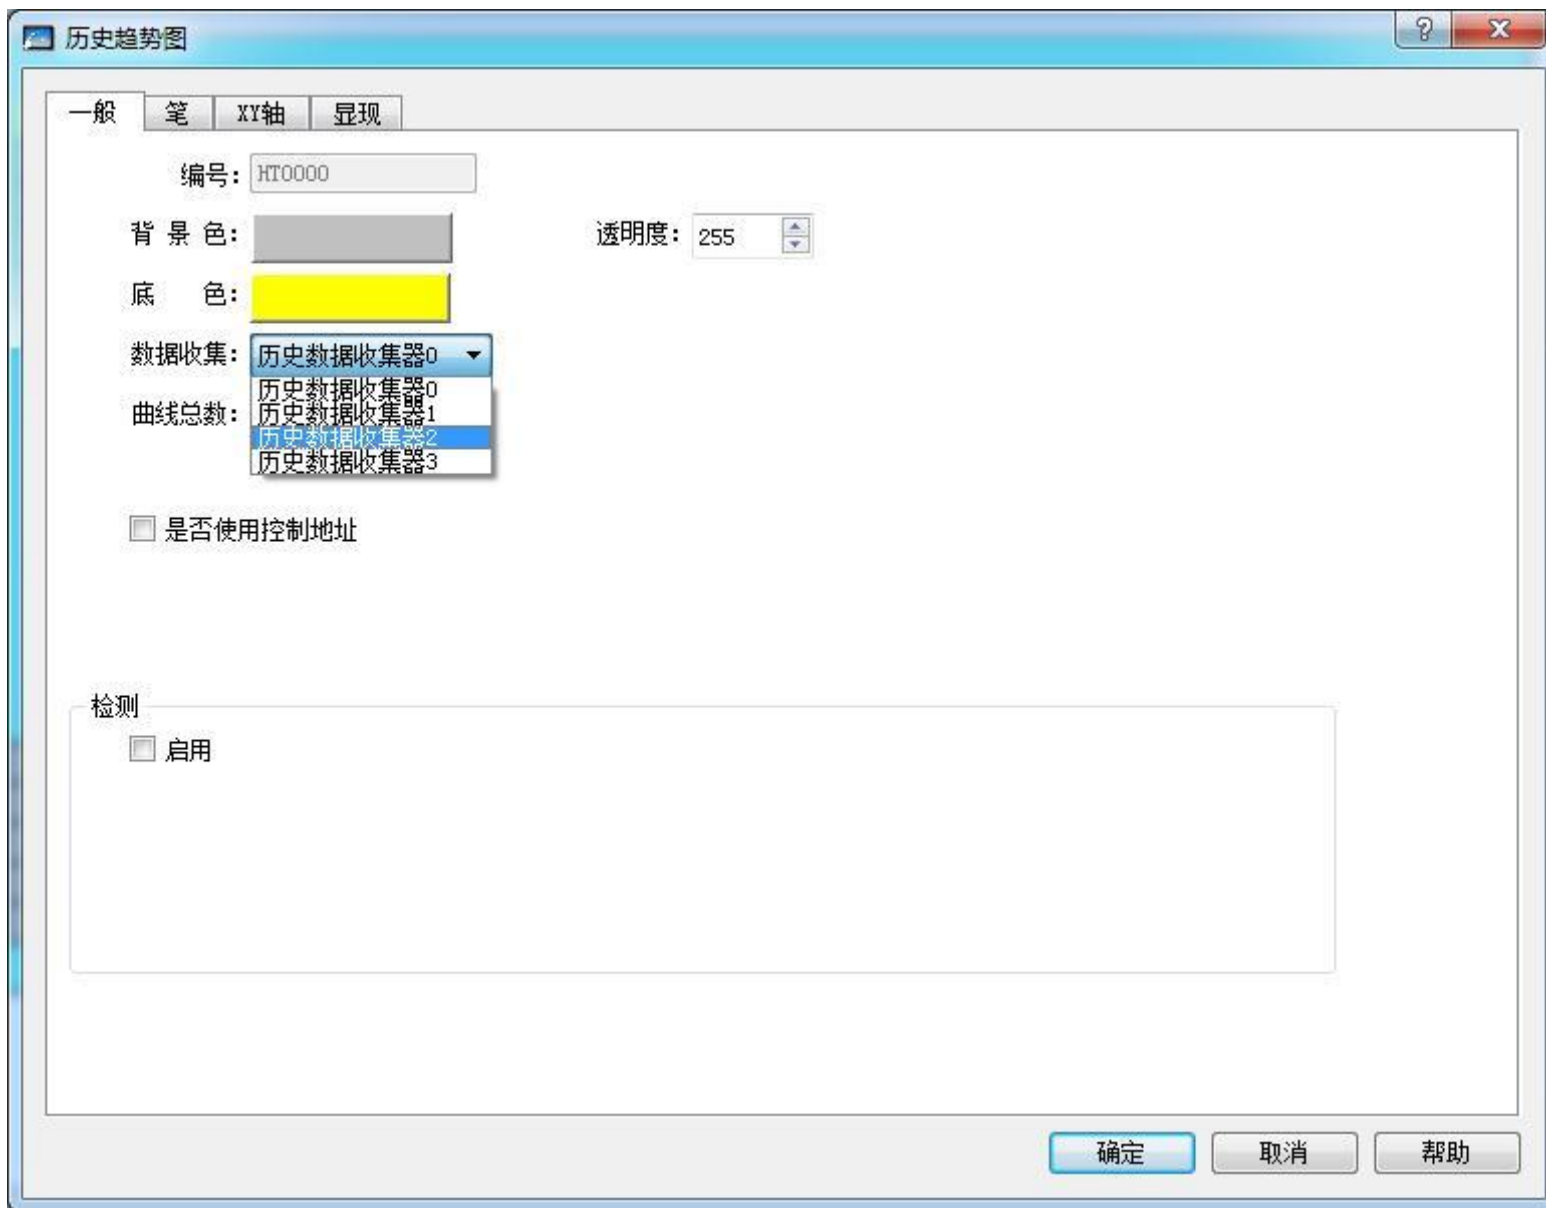 历史趋势图
一般 笔 XY轴 显现
编号: HT0000
背景色: 透明度: 255
底 色:
数据收集: 历史数据收集器0
历史数据收集器0
曲线总数: 历史数据收集器1
历史数据收集器2
历史数据收集器3
是否使用控制地址
检测
启用
确定 取消 帮助